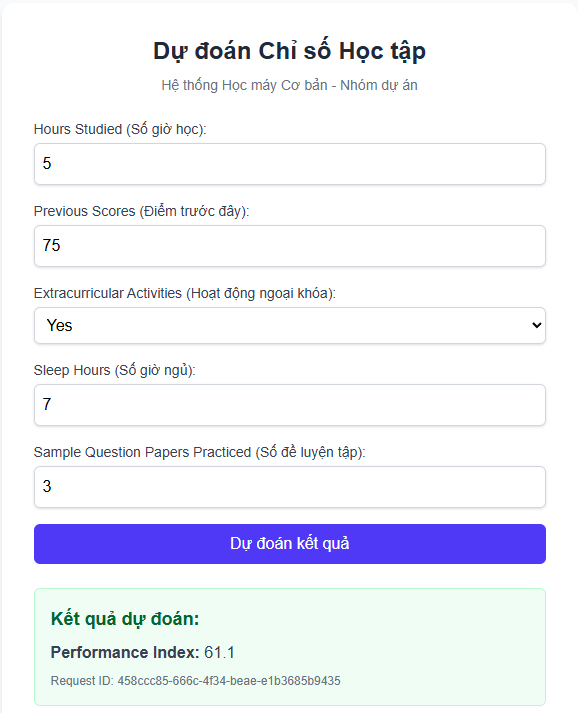 Dự đoán Chỉ số Học tập
Hệ thống Học máy Cơ bản - Nhóm dự án
Hours Studied (Số giờ học):
5
Previous Scores (Điểm trước đây):
75
Extracurricular Activities (Hoạt động ngoại khóa):
Yes
Sleep Hours (Số giờ ngủ):
7
Sample Question Papers Practiced (Số đề luyện tập):
3
Dự đoán kết quả
Kết quả dự đoán:
Performance Index: 61.1
Request ID: 458ccc85-666c-4f34-beae-e1b3685b9435